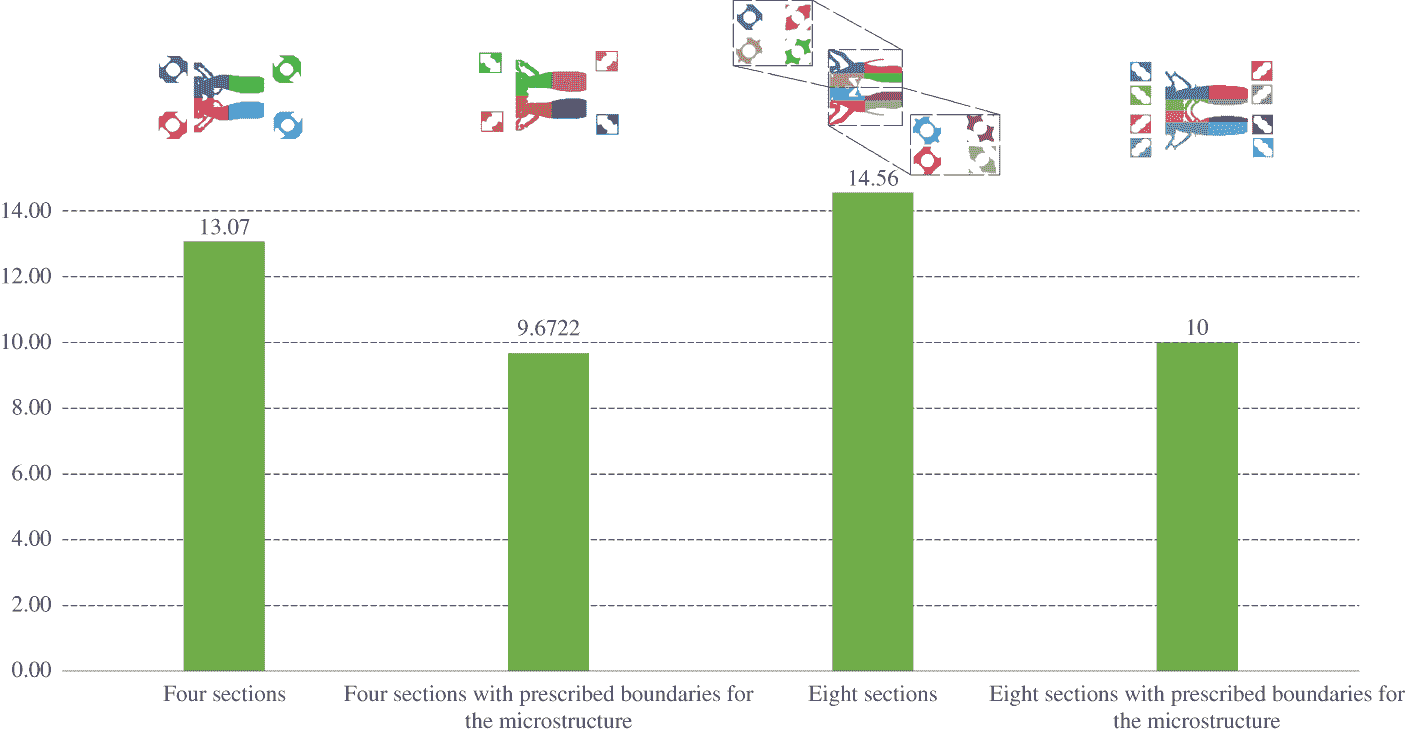 14.56
14.00
13.07
12.00
9.6722
10.00
10
8.00
6.00
4.00
2.00
0.00
Four sections
Four sections with prescribed boundaries for
the microstructure
Eight sections
Eight sections with prescribed boundaries for
the microstructure